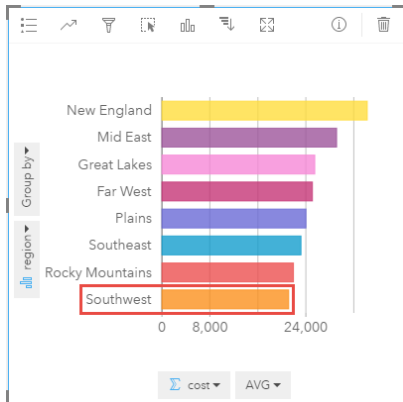 New England
Mid East
Great Lakes
Far West
Plains
Southeast
Rocky Mountains
Southwest
0 8,000 24,000
Group by
region
Σ cost AVG